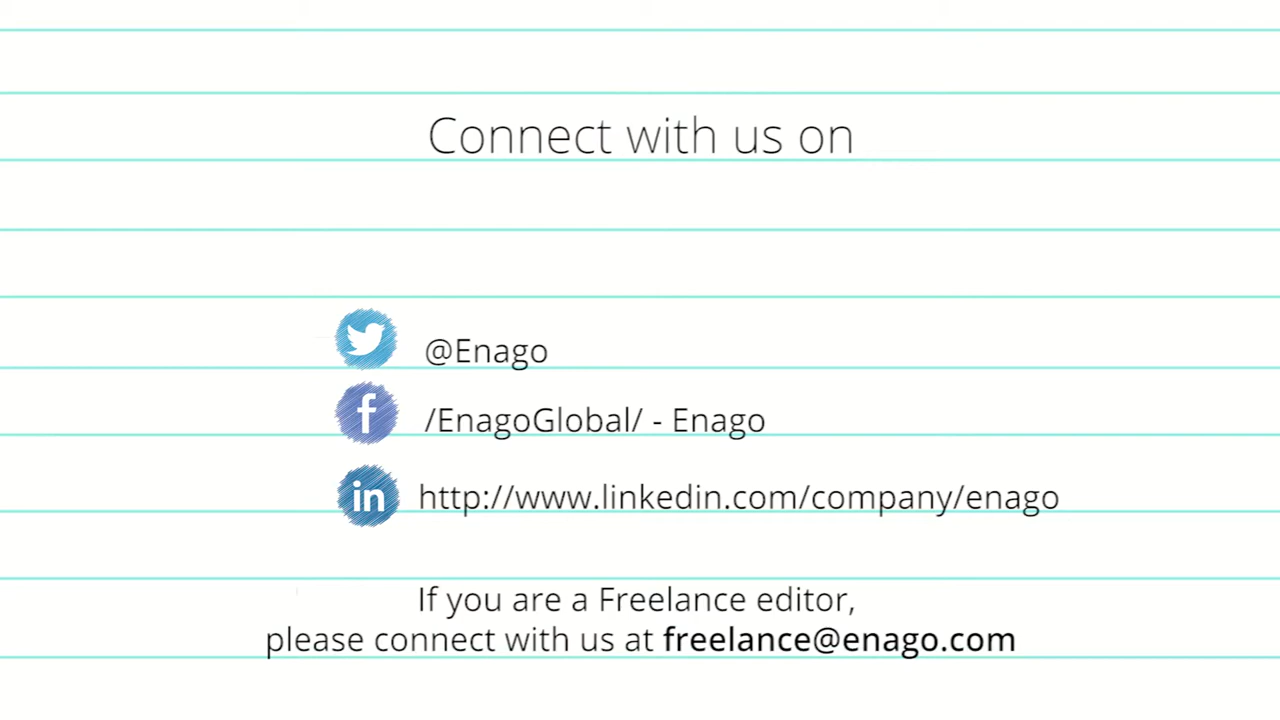 Connect with us on
@Enago
/EnagoGlobal/ - Enago
in http://www.linkedin.com/company/enago
If you are a Freelance editor,
please connect with us at freelance@enago.com